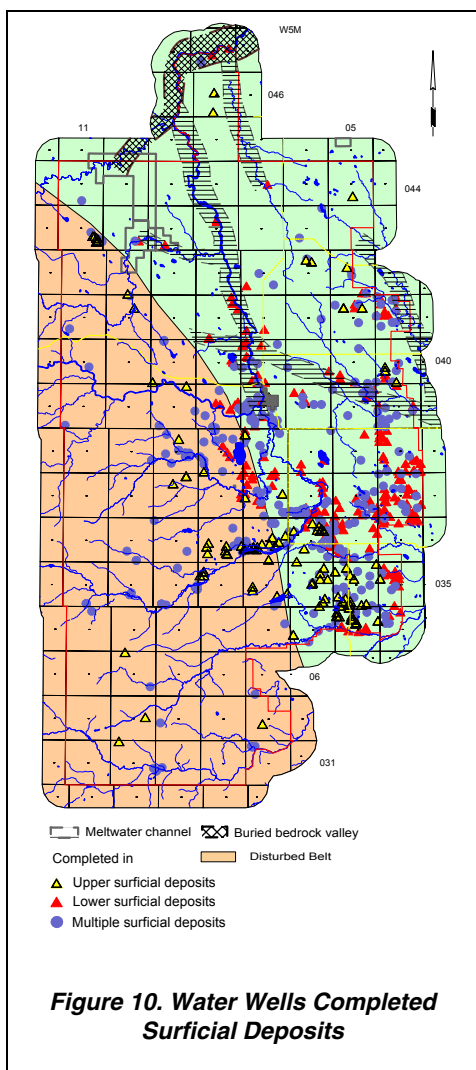 W5M
046
11
05
044
040
035
06
031
Meltwater channel
Buried bedrock valley
Completed in
Disturbed Belt
Upper surficial deposits
Lower surficial deposits
Multiple surficial deposits
Figure 10. Water Wells Completed
Surficial Deposits